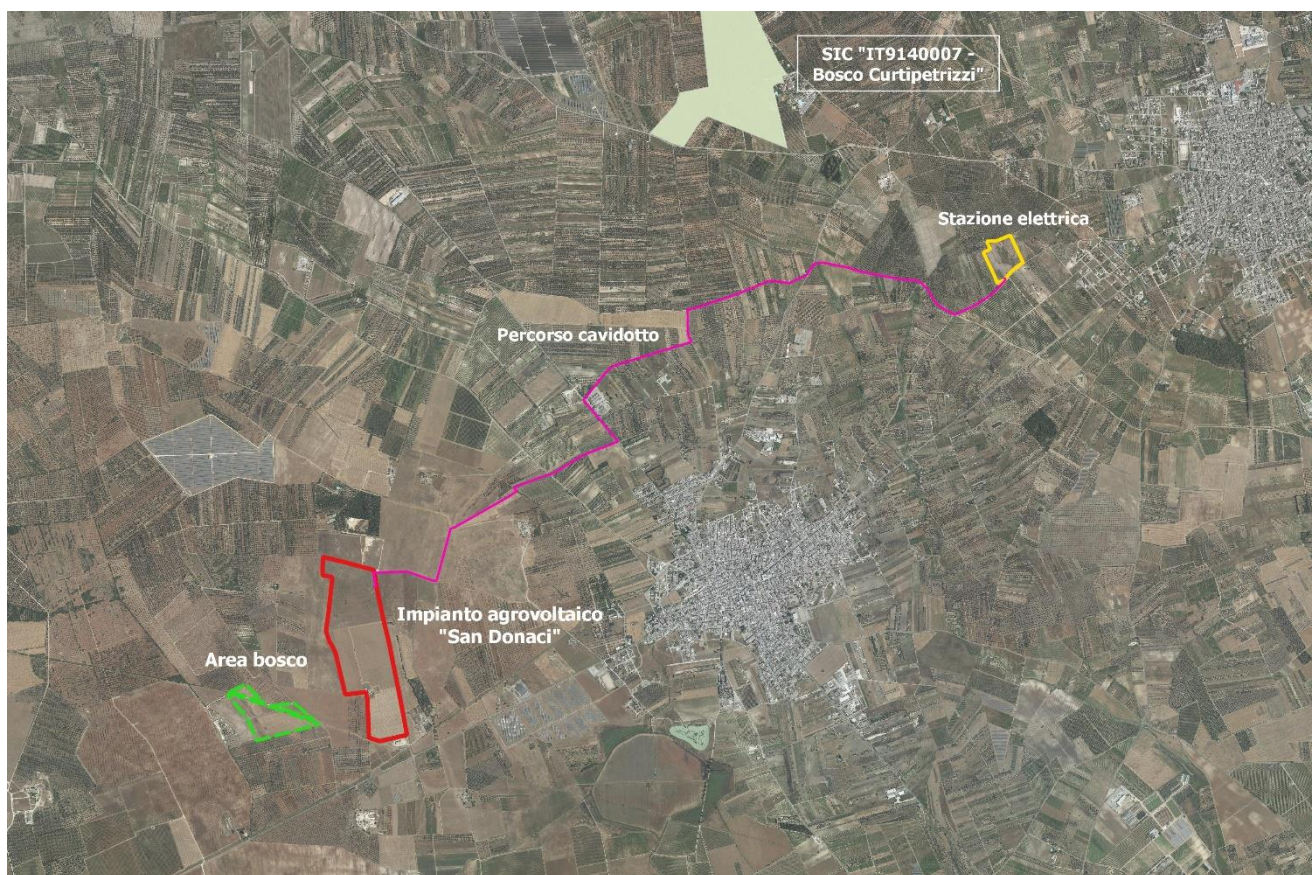 SIC "IT9140007 -
Bosco Curtipetrizzi"
Stazione elettrica
Percorso cavidotto
Impianto agrovoltaico
"San Donaci"
Area bosco